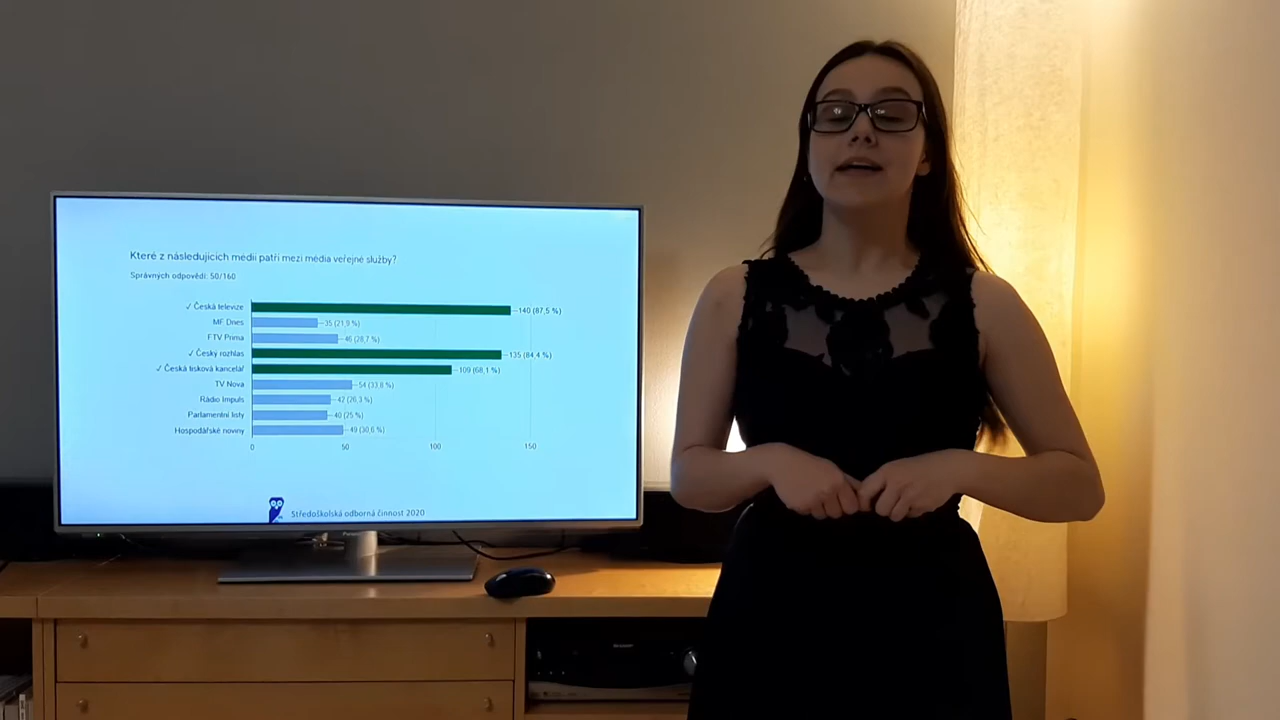 Které z následujících médií patří mezi média veřejné služby?
Správných odpovědí: 50/160
✓ Česká televize 140 (87,5 %)
MF Dnes 35 (21,9 %)
FTV Prima 46 (28,7 %)
✓ Český rozhlas 135 (84,4 %)
✓ Česká tisková kancelář 109 (68,1 %)
TV Nova 54 (33,8 %)
Rádio Impuls 42 (26,3 %)
Parlamentní listy 40 (25 %)
Hospodářské noviny 49 (30,6 %)
0 50 100 150
Středoškolská odborná činnost 2020